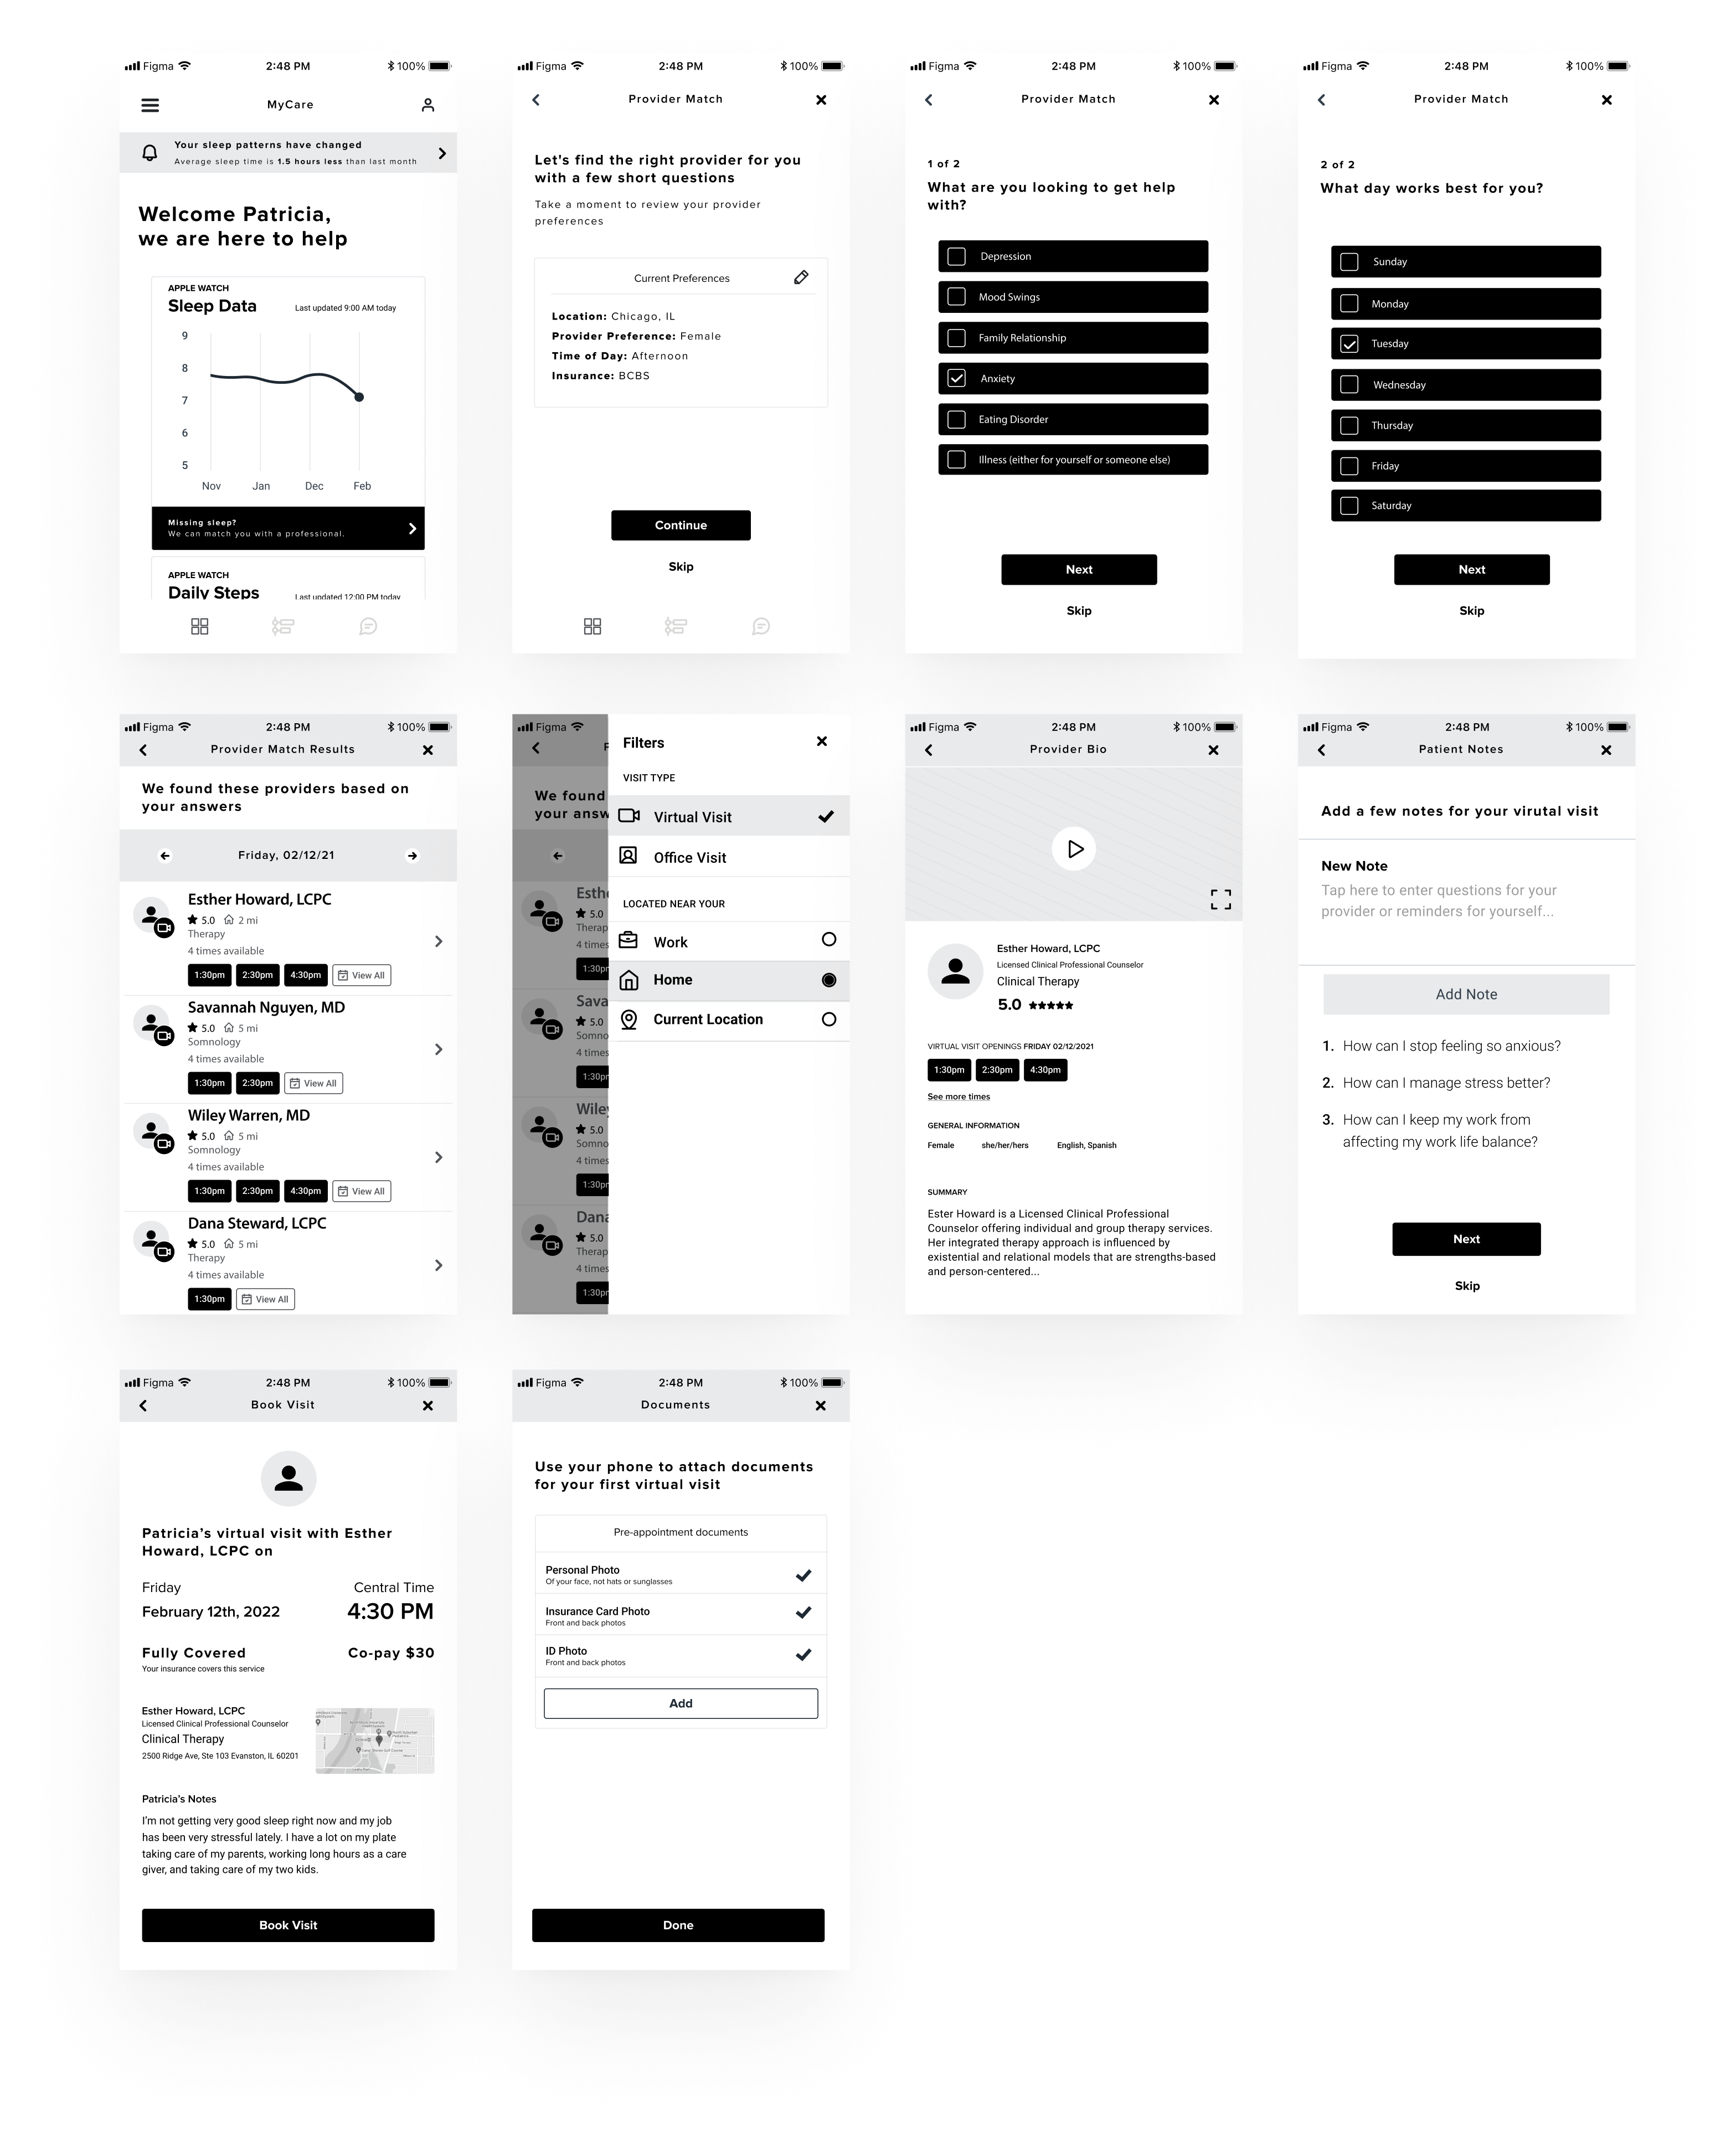 Figma 2:48 PM 100%
MyCare
Your sleep patterns have changed
Average sleep time is 1.5 hours less than last month
Welcome Patricia,
we are here to help
APPLE WATCH
Sleep Data Last updated 9:00 AM today
9
8
7
6
5
Nov Jan Dec Feb
Missing sleep?
We can match you with a professional.
APPLE WATCH
Daily Steps Last updated 12:00 PM today
Figma 2:48 PM 100%
Provider Match
Let's find the right provider for you
with a few short questions
Take a moment to review your provider
preferences
Current Preferences
Location: Chicago, IL
Provider Preference: Female
Time of Day: Afternoon
Insurance: BCBS
Continue
Skip
Figma 2:48 PM 100%
Provider Match
1 of 2
What are you looking to get help
with?
Depression
Mood Swings
Family Relationship
Anxiety
Eating Disorder
Illness (either for yourself or someone else)
Next
Skip
Figma 2:48 PM 100%
Provider Match
2 of 2
What day works best for you?
Sunday
Monday
Tuesday
Wednesday
Thursday
Friday
Saturday
Next
Skip
Figma 2:48 PM 100%
Provider Match Results
We found these providers based on
your answers
Friday, 02/12/21
Esther Howard, LCPC
5.0 2 mi
Therapy
4 times available
1:30pm 2:30pm 4:30pm View All
Savannah Nguyen, MD
5.0 5 mi
Somnology
4 times available
1:30pm 2:30pm View All
Wiley Warren, MD
5.0 5 mi
Somnology
4 times available
1:30pm 2:30pm 4:30pm View All
Dana Steward, LCPC
5.0 5 mi
Therapy
4 times available
1:30pm View All
Figma
We found
your answ
Esthe
5.0
Therap
4 times
1:30pm
Sava
5.0
Somno
4 times
1:30pm
Wiley
5.0
Somno
4 times
1:30pm
Dana
5.0
Therap
4 times
1:30pm
Filters
VISIT TYPE
Virtual Visit
Office Visit
LOCATED NEAR YOUR
Work
Home
Current Location
Figma 2:48 PM 100%
Provider Bio
Esther Howard, LCPC
Licensed Clinical Professional Counselor
Clinical Therapy
5.0
VIRTUAL VISIT OPENINGS FRIDAY 02/12/2021
1:30pm 2:30pm 4:30pm
See more times
GENERAL INFORMATION
Female she/her/hers English, Spanish
SUMMARY
Ester Howard is a Licensed Clinical Professional
Counselor offering individual and group therapy services.
Her integrated therapy approach is influenced by
existential and relational models that are strengths-based
and person-centered...
Figma 2:48 PM 100%
Patient Notes
Add a few notes for your virutal visit
New Note
Tap here to enter questions for your
provider or reminders for yourself...
Add Note
1. How can I stop feeling so anxious?
2. How can I manage stress better?
3. How can I keep my work from
affecting my work life balance?
Next
Skip
Figma 2:48 PM 100%
Book Visit
Patricia's virtual visit with Esther
Howard, LCPC on
Friday Central Time
February 12th, 2022 4:30 PM
Fully Covered Co-pay $30
Your insurance covers this service
Esther Howard, LCPC
Licensed Clinical Professional Counselor
Clinical Therapy
2500 Ridge Ave, Ste 103 Evanston, IL 60201
Patricia's Notes
I'm not getting very good sleep right now and my job
has been very stressful lately. I have a lot on my plate
taking care of my parents, working long hours as a care
giver, and taking care of my two kids.
Book Visit
Figma 2:48 PM 100%
Documents
Use your phone to attach documents
for your first virtual visit
Pre-appointment documents
Personal Photo
Of your face, not hats or sunglasses
Insurance Card Photo
Front and back photos
ID Photo
Front and back photos
Add
Done